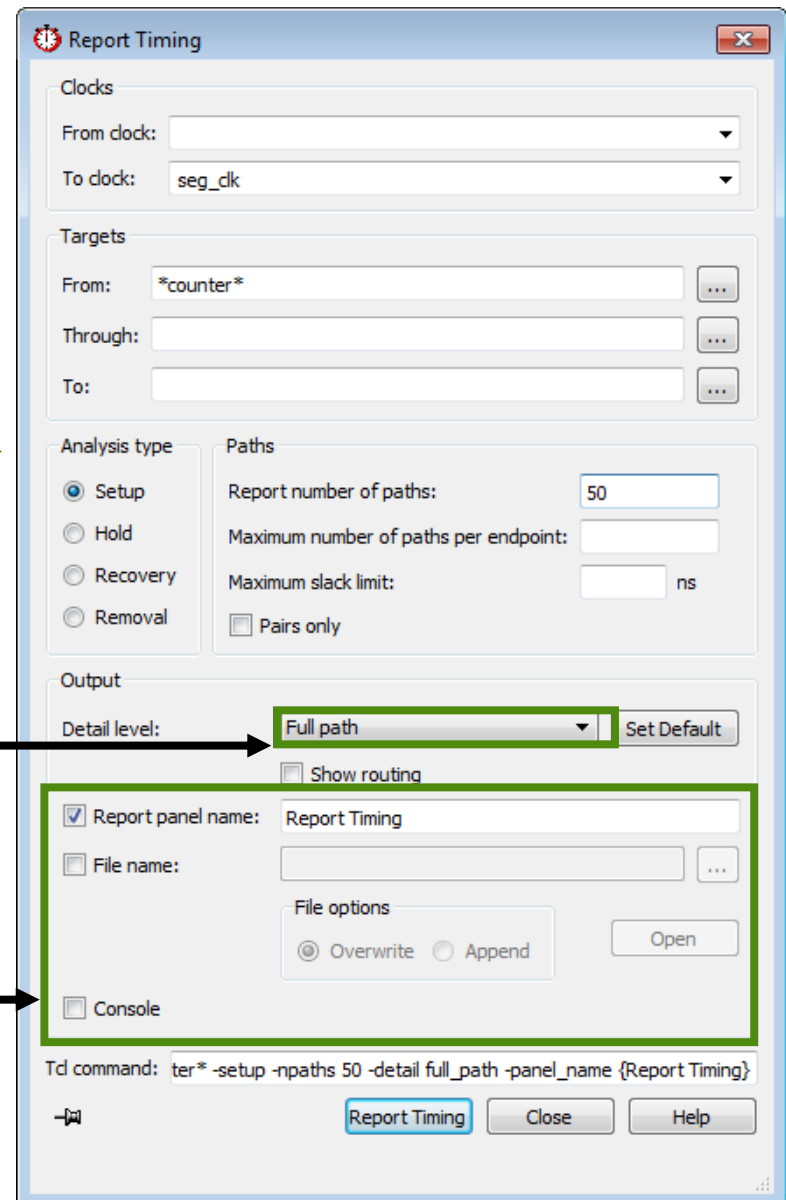 Report Timing
Clocks
From clock:
To clock: seg_clk
Targets
From: *counter* ...
Through: ...
To: ...
Analysis type
Setup
Hold
Recovery
Removal
Paths
Report number of paths: 50
Maximum number of paths per endpoint:
Maximum slack limit: ns
Pairs only
Output
Detail level: Full path Set Default
Show routing
Report panel name: Report Timing
File name: ...
File options
Overwrite Append Open
Console
Tcl command: ter* -setup -npaths 50 -detail full_path -panel_name {Report Timing}
Report Timing Close Help